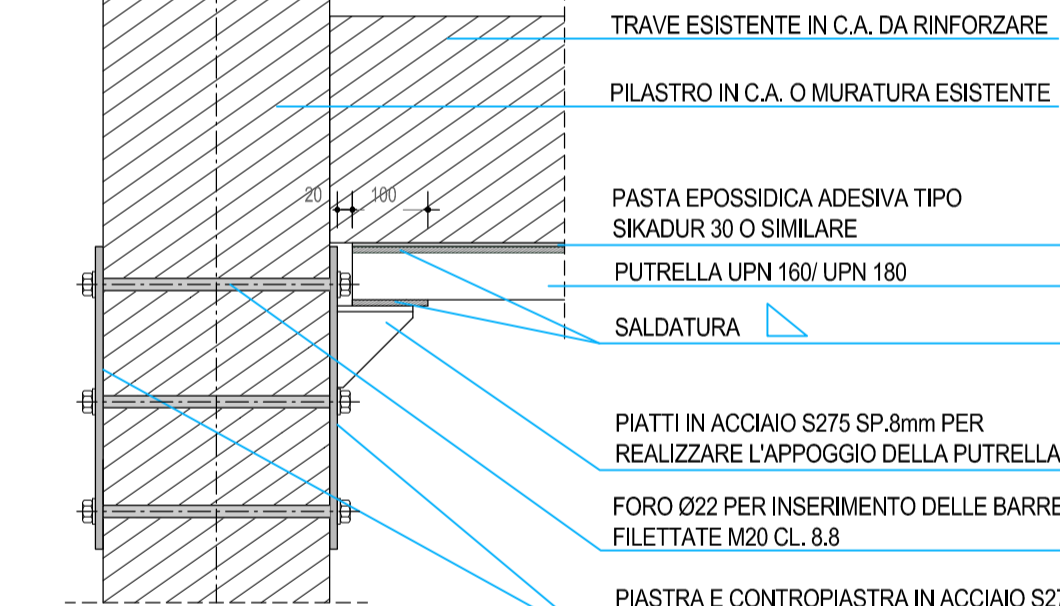 TRAVE ESISTENTE IN C.A. DA RINFORZARE
PILASTRO IN C.A. O MURATURA ESISTENTE
20 100
PASTA EPOSSIDICA ADESIVA TIPO
SIKADUR 30 O SIMILARE
PUTRELLA UPN 160/ UPN 180
SALDATURA
PIATTI IN ACCIAIO S275 SP.8mm PER
REALIZZARE L'APPOGGIO DELLA PUTRELLA
FORO Ø22 PER INSERIMENTO DELLE BARRE
FILETTATE M20 CL. 8.8
PIASTRA E CONTROPIASTRA IN ACCIAIO S2